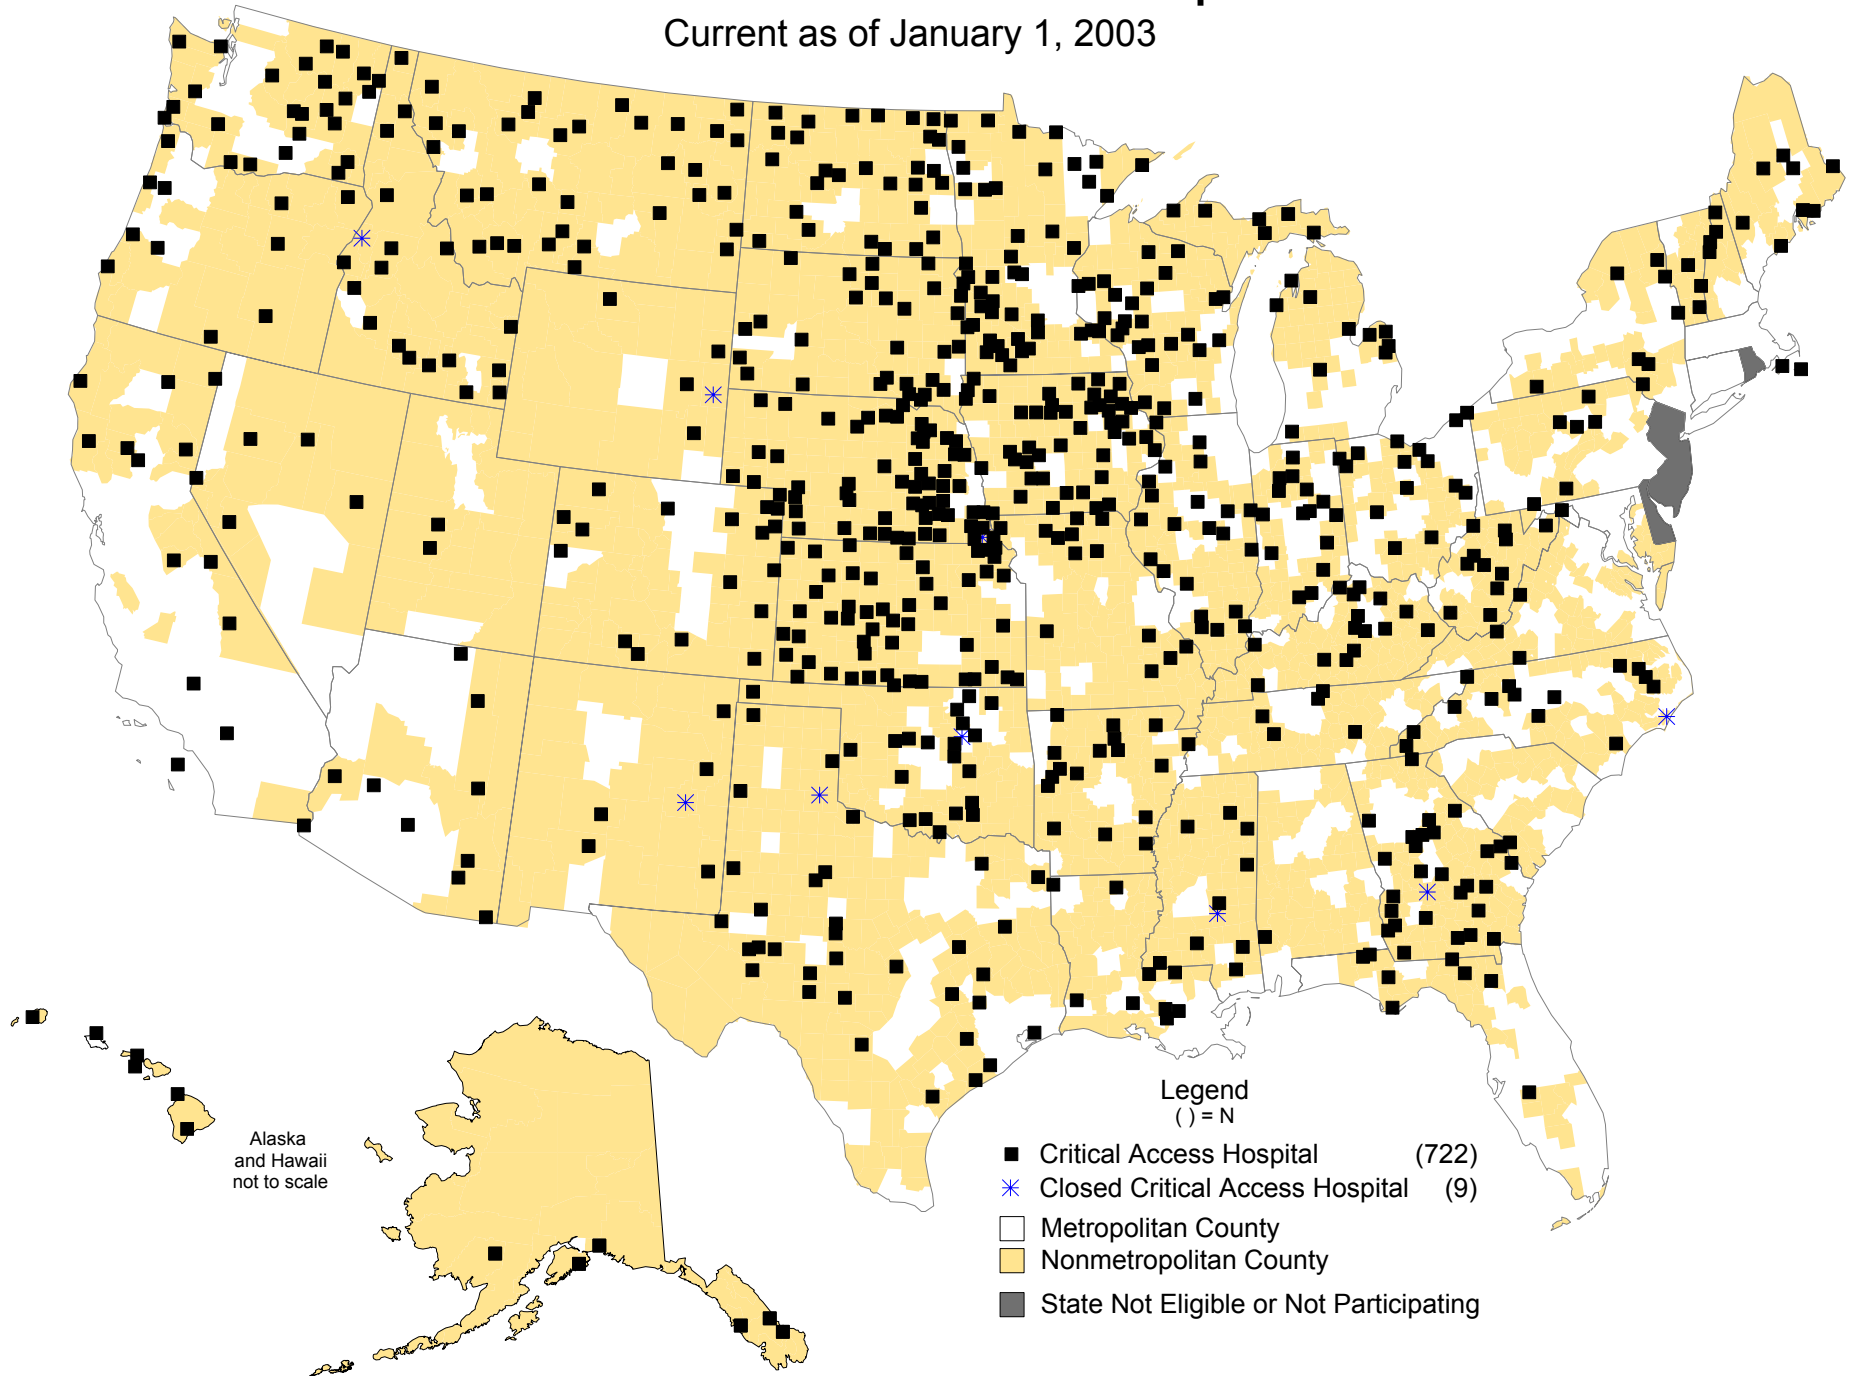 Current as of January 1, 2003
Alaska
and Hawaii
not to scale
Legend
( ) = N
Critical Access Hospital (722)
Closed Critical Access Hospital (9)
Metropolitan County
Nonmetropolitan County
State Not Eligible or Not Participating